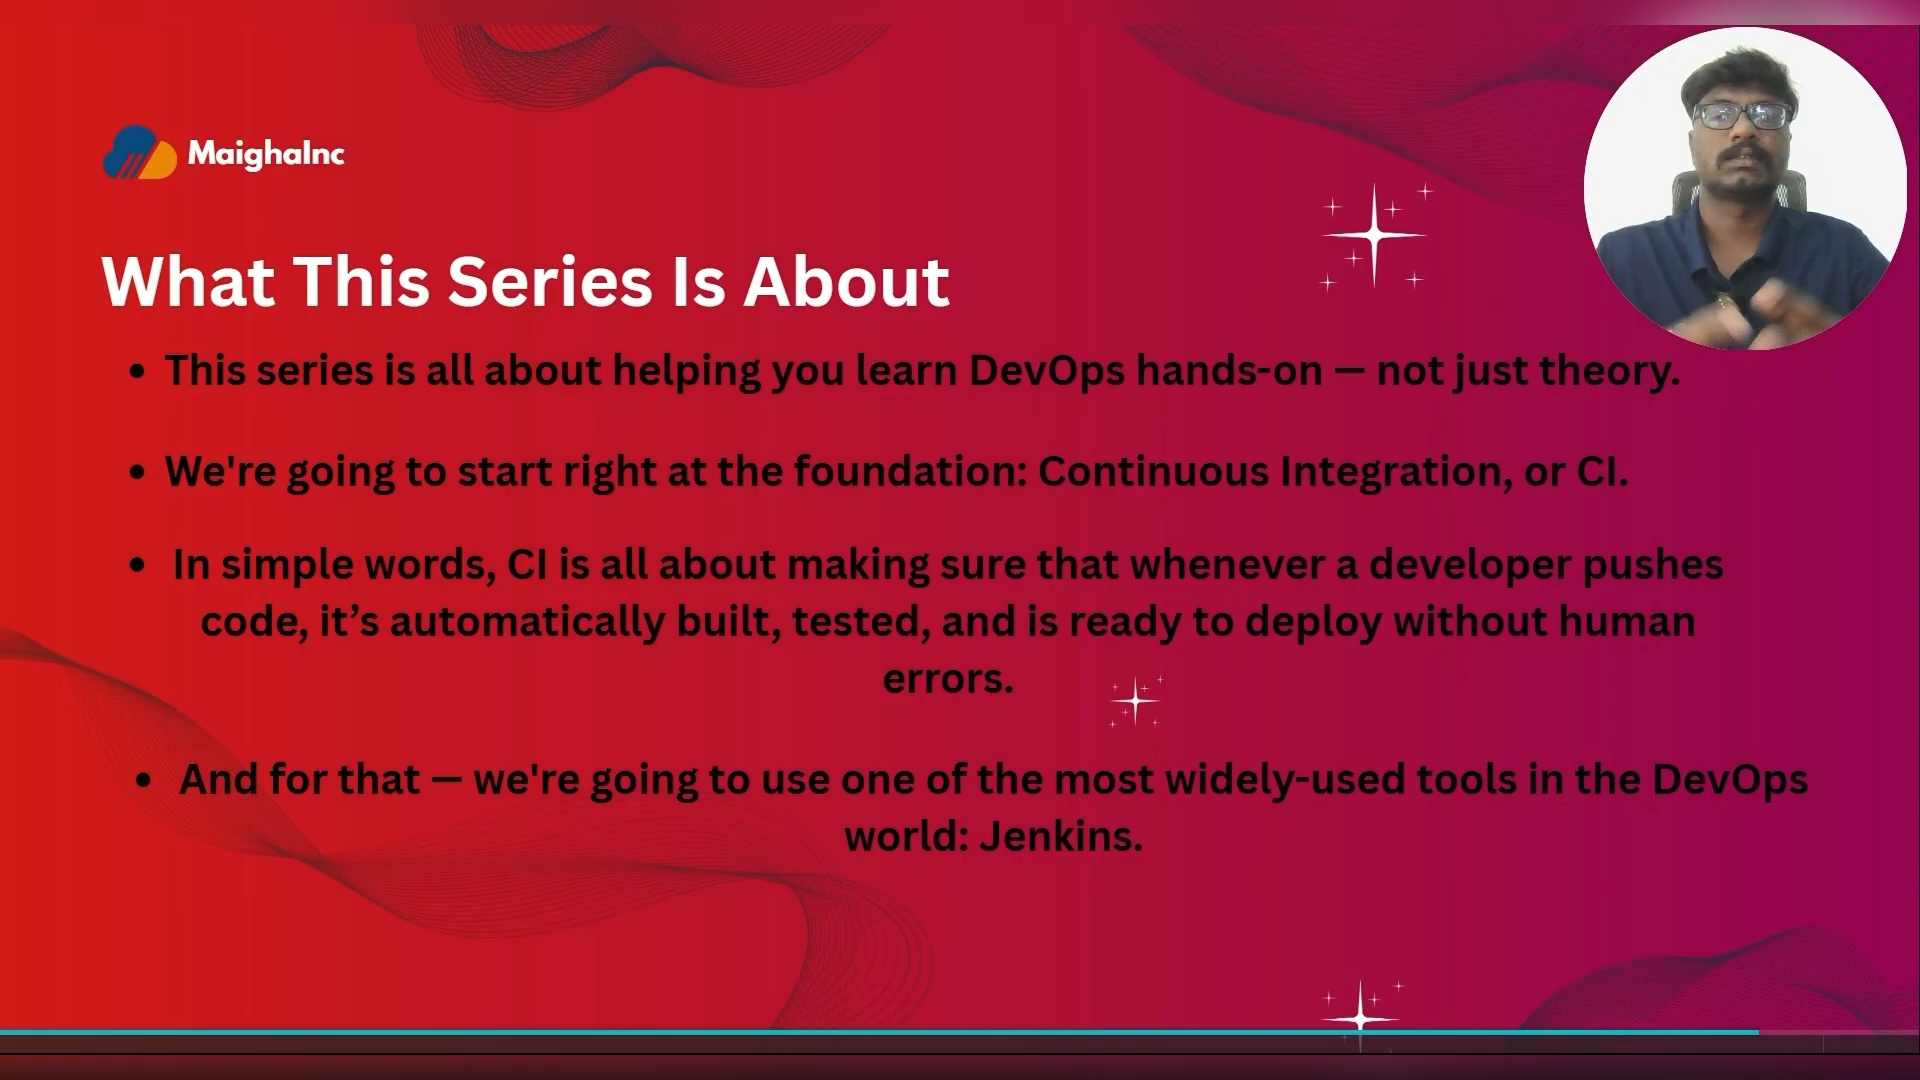 MaighaInc
What This Series Is About
• This series is all about helping you learn DevOps hands-on — not just theory.
• We're going to start right at the foundation: Continuous Integration, or CI.
• In simple words, CI is all about making sure that whenever a developer pushes
code, it’s automatically built, tested, and is ready to deploy without human
errors.
• And for that — we're going to use one of the most widely-used tools in the DevOps
world: Jenkins.